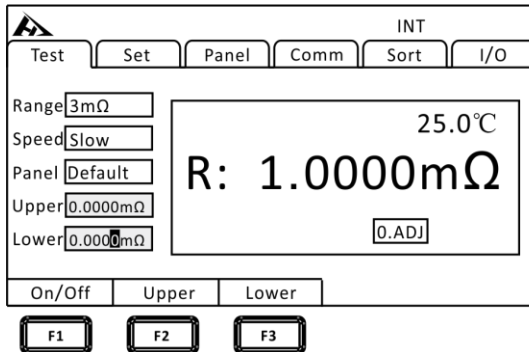 INT
Test Set Panel Comm Sort I/O
Range 3mΩ
Speed Slow
Panel Default
Upper 0.0000mΩ
Lower 0.0000mΩ
25.0℃
R: 1.0000mΩ
0.ADJ
On/Off Upper Lower
F1 F2 F3